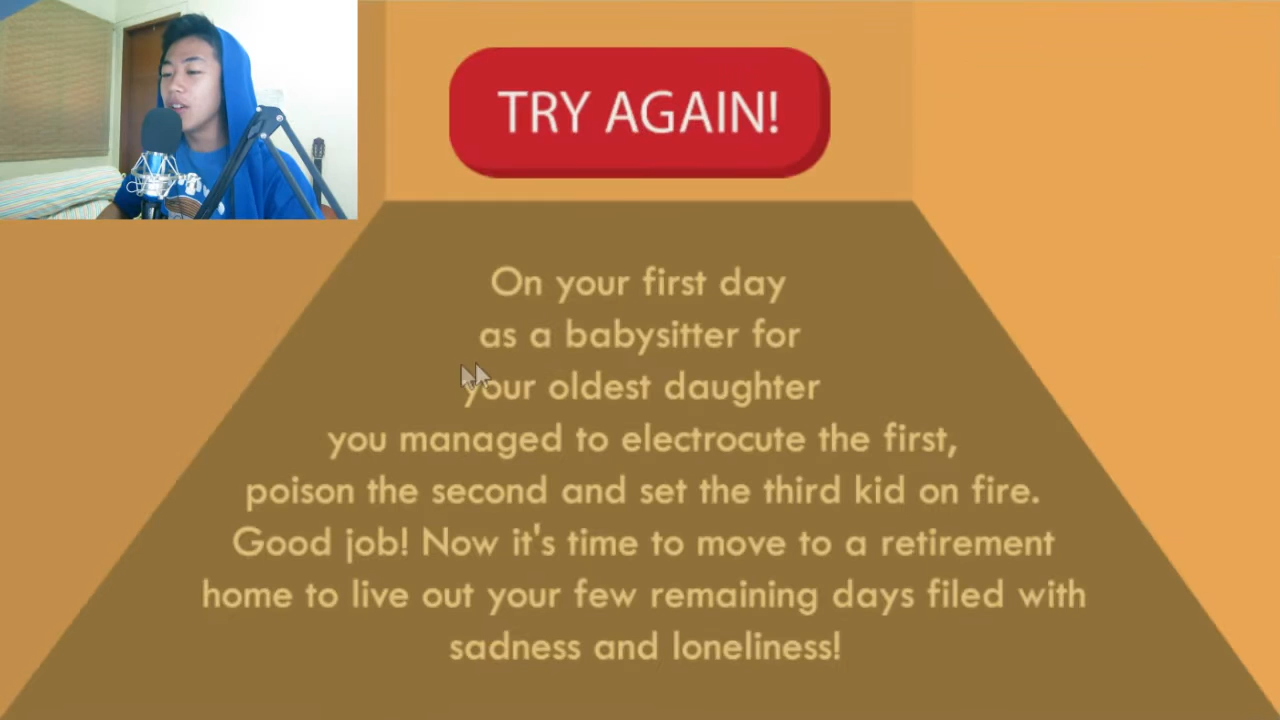 TRY AGAIN!
On your first day
as a babysitter for
your oldest daughter
you managed to electrocute the first,
poison the second and set the third kid on fire.
Good job! Now it's time to move to a retirement
home to live out your few remaining days filed with
sadness and loneliness!